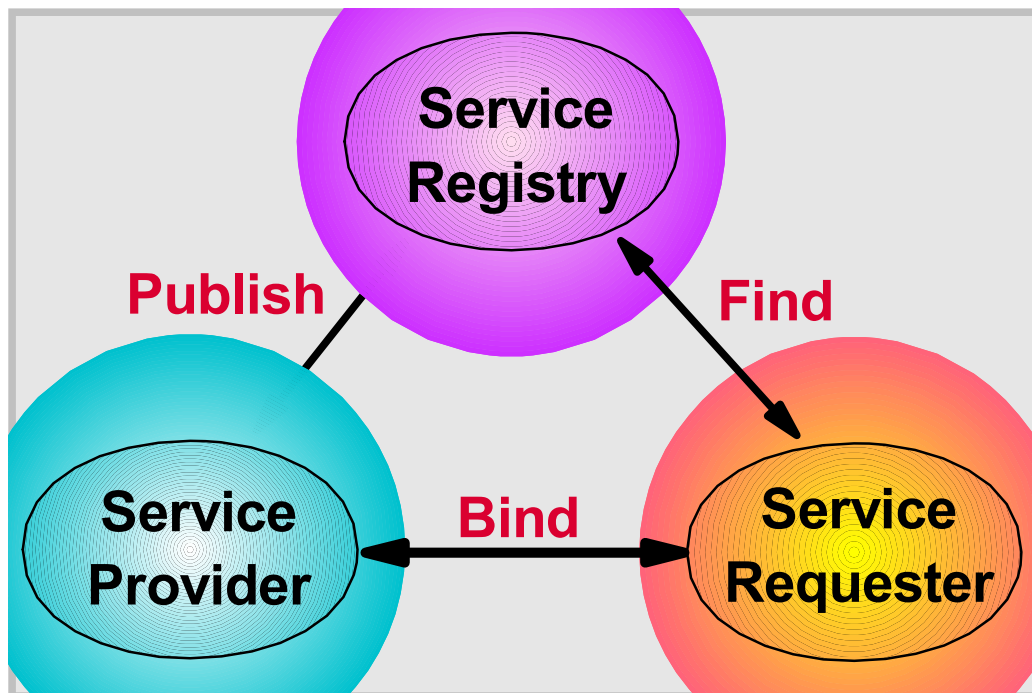 Service
Registry
Publish
Find
Service
Provider
Bind
Service
Requester